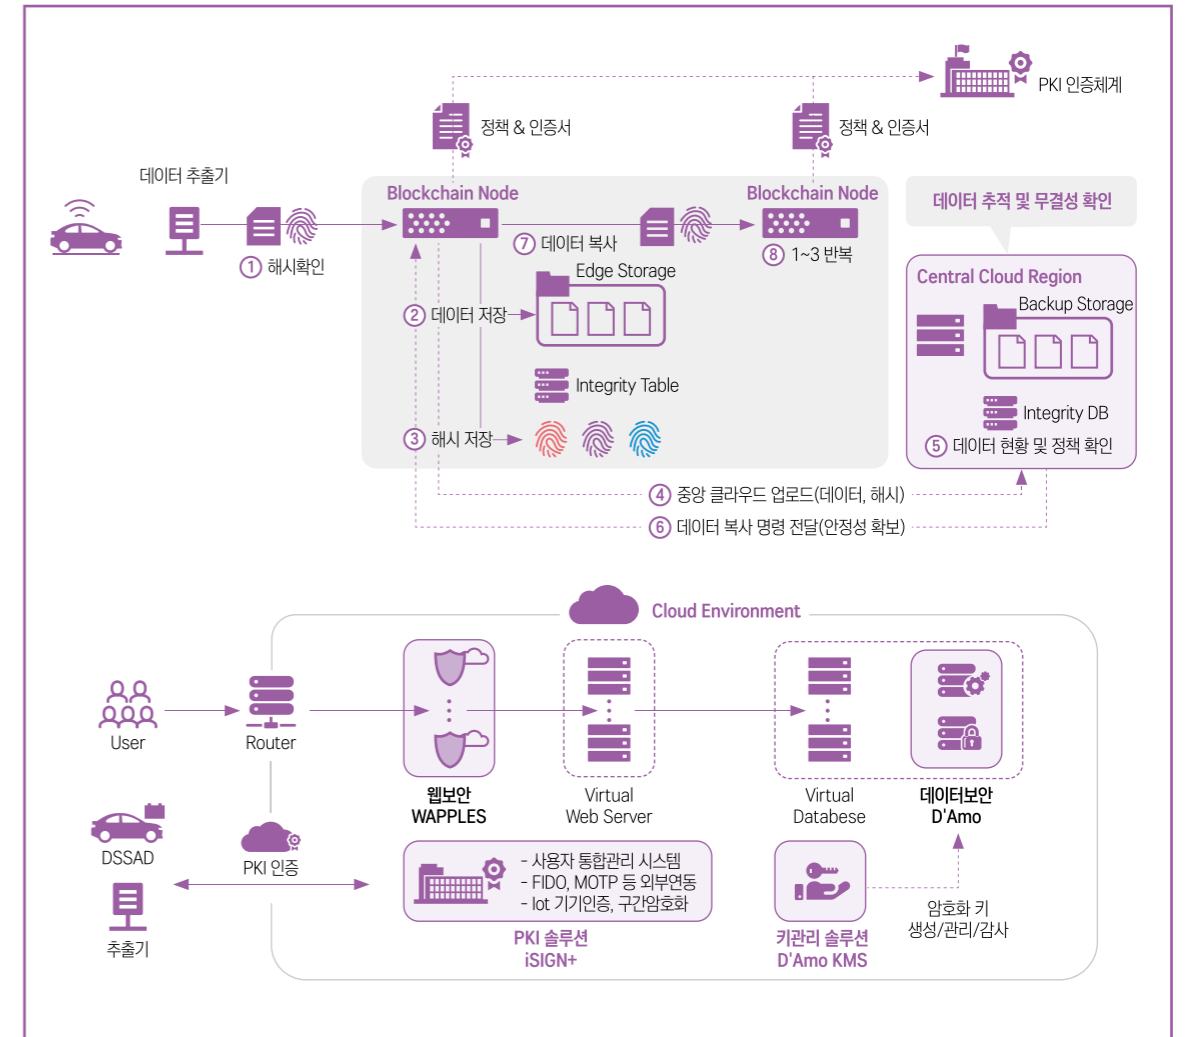 PKI 인증체계
정책 & 인증서
정책 & 인증서
데이터 추출기
Blockchain Node
Blockchain Node
데이터 추적 및 무결성 확인
① 해시확인
⑦ 데이터 복사
⑧ 1~3 반복
Edge Storage
② 데이터 저장
Integrity Table
③ 해시 저장
Central Cloud Region
Backup Storage
Integrity DB
⑤ 데이터 현황 및 정책 확인
④ 중앙 클라우드 업로드(데이터, 해시)
⑥ 데이터 복사 명령 전달(안정성 확보)
Cloud Environment
User
Router
웹보안
WAPPLES
Virtual
Web Server
Virtual
Databese
데이터보안
D'Amo
DSSAD
PKI 인증
추출기
- 사용자 통합관리 시스템
- FIDO, MOTP 등 외부연동
- Iot 기기인증, 구간암호화
PKI 솔루션
iSIGN+
키관리 솔루션
D'Amo KMS
암호화 키
생성/관리/감사